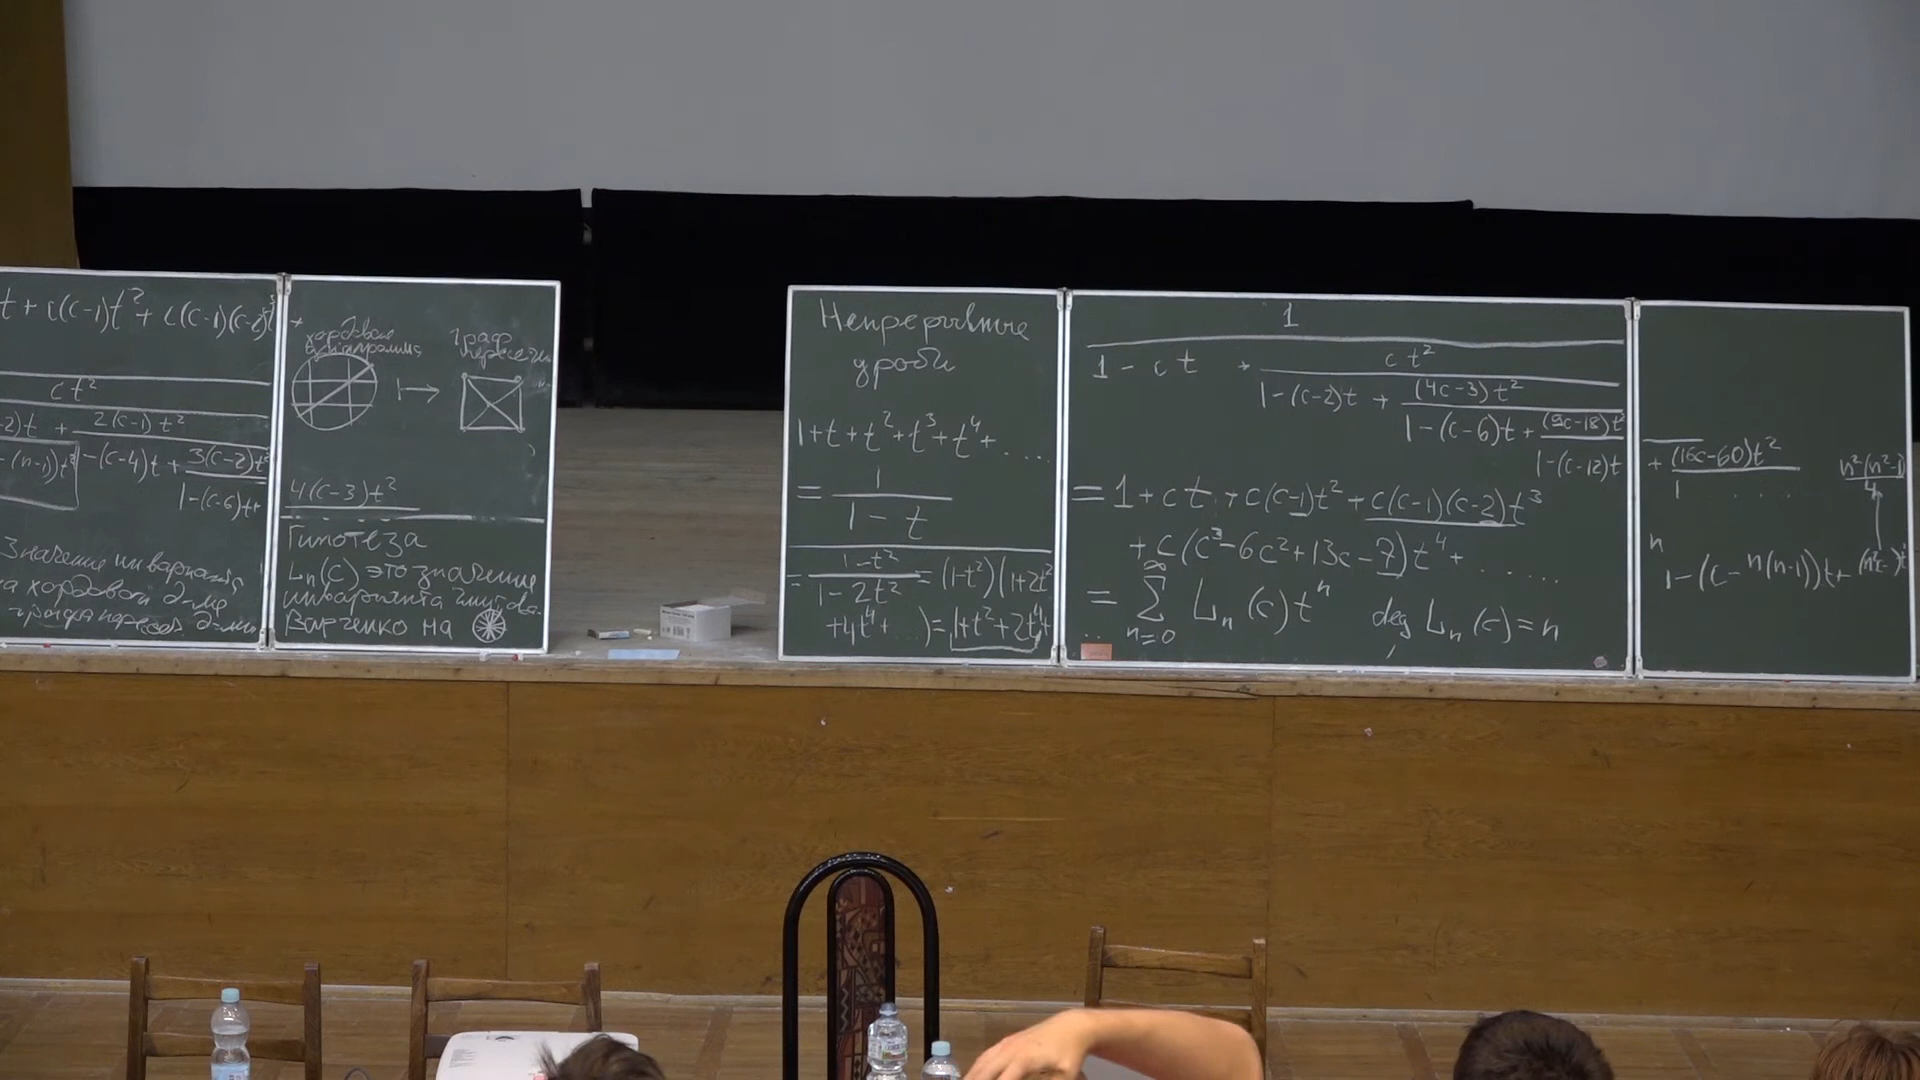 t + c(c-1)t² + c(c-1)(c-2)t³ +
ct²
-2)t + 2(c-1)t²
-(n-1))t² -(c-4)t + 3(c-2)t²
1-(c-6)t+
Значение инварианта
на хордовой д-ме
хордовая диаграмма
граф
4(c-3)t²
Гипотеза
Lₙ(c) это значение
инварианта Чмутова-
Варченко на
Непрерывные
дроби
1+t+t²+t³+t⁴+....
= 1 / (1-t)
= (1-t²) / (1-2t²) = (1-t²)(1+2t²
+4t⁴+...) = 1+t²+2t⁴+
1
1-ct + ct²
1-(c-2)t + (4c-3)t²
1-(c-6)t + (9c-18)t²
1-(c-12)t
= 1+ct+c(c-1)t²+c(c-1)(c-2)t³
+c(c³-6c²+13c-7)t⁴+......
= ∑ₙ₌₀^∞ Lₙ(c)tⁿ deg Lₙ(c)=n
+ (16c-60)t²
1 ....
n²(n²-1)
4
n
1-(c-n(n-1))t+